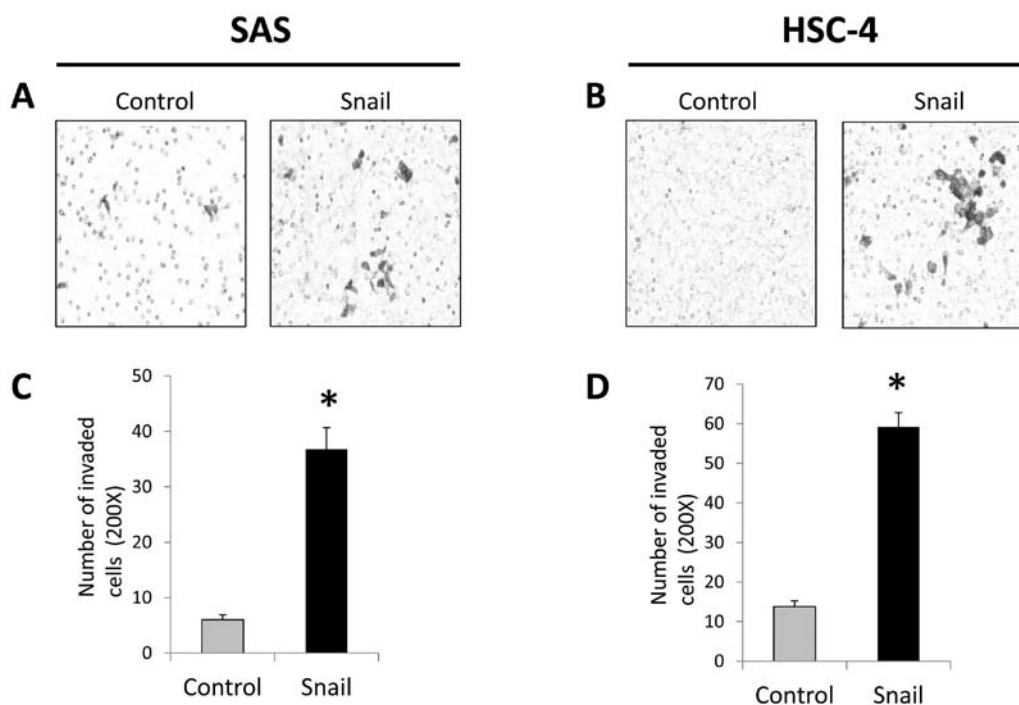 SAS
HSC-4
A
Control
Snail
B
Control
Snail
C
Number of invaded
cells (200X)
50
40
30
20
10
0
*
Control
Snail
D
Number of invaded
cells (200X)
70
60
50
40
30
20
10
0
*
Control
Snail